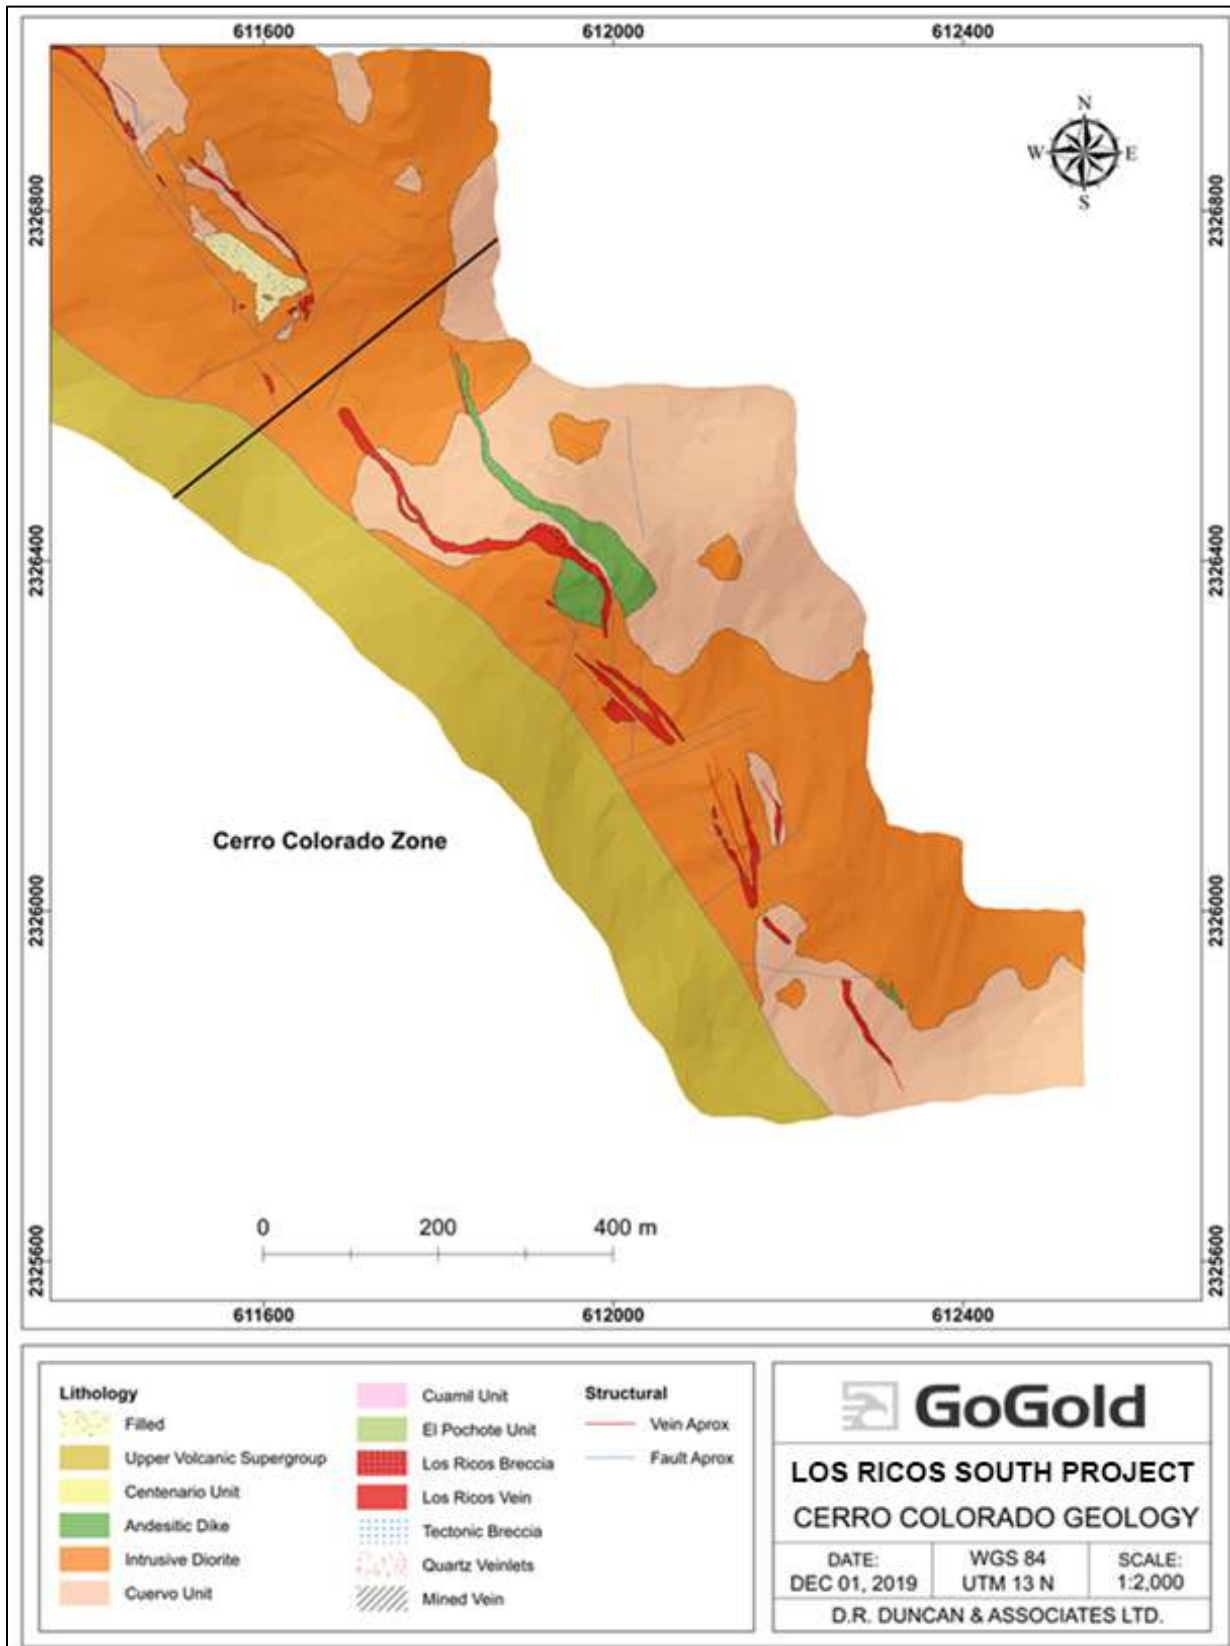 611600 612000 612400
N
W E
S
2326800 2326800
2326400 2326400
Cerro Colorado Zone
2326000 2326000
0 200 400 m
2325600 2325600
611600 612000 612400
Lithology
Filled
Upper Volcanic Supergroup
Centenario Unit
Andesitic Dike
Intrusive Diorite
Cuervo Unit
Cuamil Unit
El Pochote Unit
Los Ricos Breccia
Los Ricos Vein
Tectonic Breccia
Quartz Veinlets
Mined Vein
Structural
Vein Aprox
Fault Aprox
GoGold
LOS RICOS SOUTH PROJECT
CERRO COLORADO GEOLOGY
DATE:
DEC 01, 2019
WGS 84
UTM 13 N
SCALE:
1:2,000
D.R. DUNCAN & ASSOCIATES LTD.